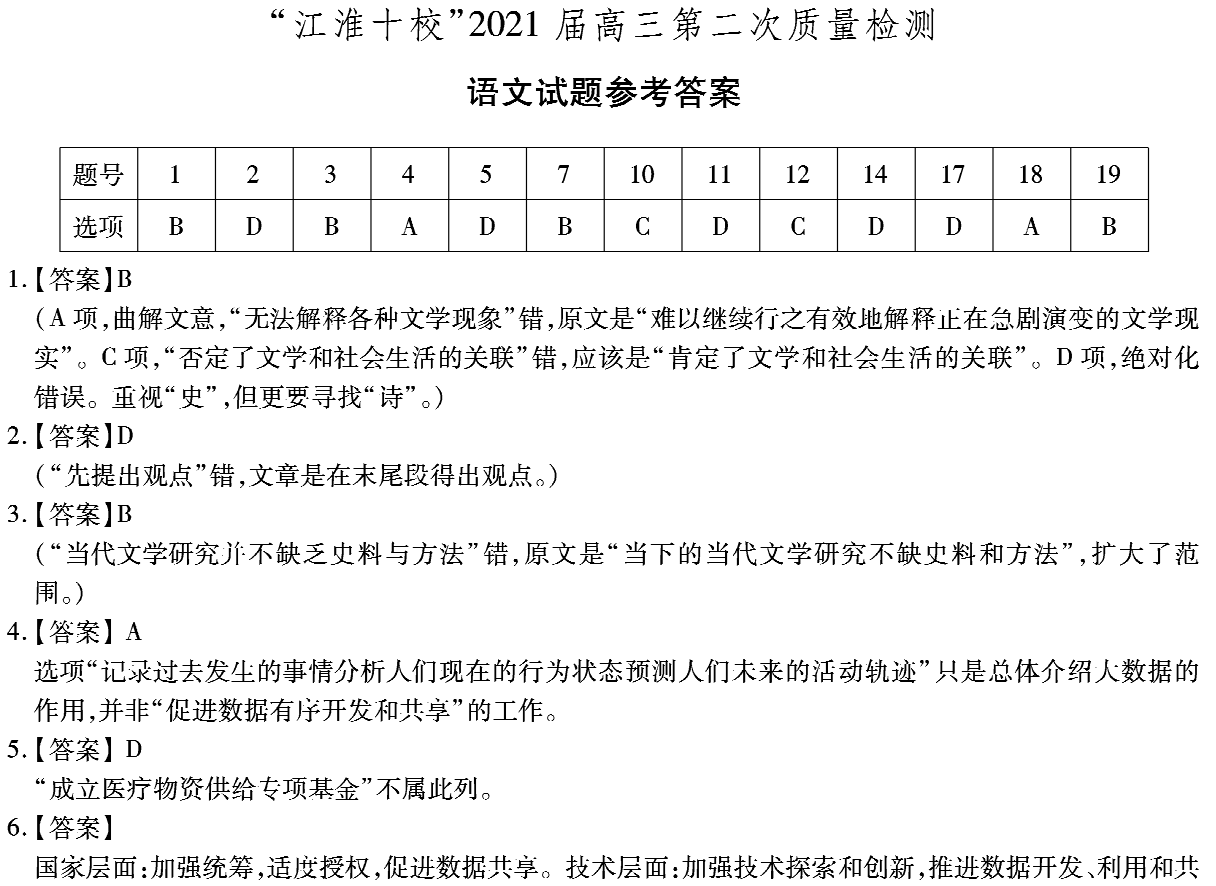 “江淮十校”2021 届高三第二次质量检测
语文试题参考答案
题号 1 2 3 4 5 7 10 11 12 14 17 18 19
选项 B D B A D B C D C D D A B
1.【答案】B
(A 项,曲解文意,“无法解释各种文学现象”错,原文是“难以继续行之有效地解释正在急剧演变的文学现
实”。C 项,“否定了文学和社会生活的关联”错,应该是“肯定了文学和社会生活的关联”。D 项,绝对化
错误。重视“史”,但更要寻找“诗”。)
2.【答案】D
(“先提出观点”错,文章是在末尾段得出观点。)
3.【答案】B
(“当代文学研究并不缺乏史料与方法”错,原文是“当下的当代文学研究不缺史料和方法”,扩大了范
围。)
4.【答案】 A
选项“记录过去发生的事情分析人们现在的行为状态预测人们未来的活动轨迹”只是总体介绍大数据的
作用,并非“促进数据有序开发和共享”的工作。
5.【答案】 D
“成立医疗物资供给专项基金”不属此列。
6.【答案】
国家层面:加强统筹,适度授权,促进数据共享。技术层面:加强技术探索和创新,推进数据开发、利用和共